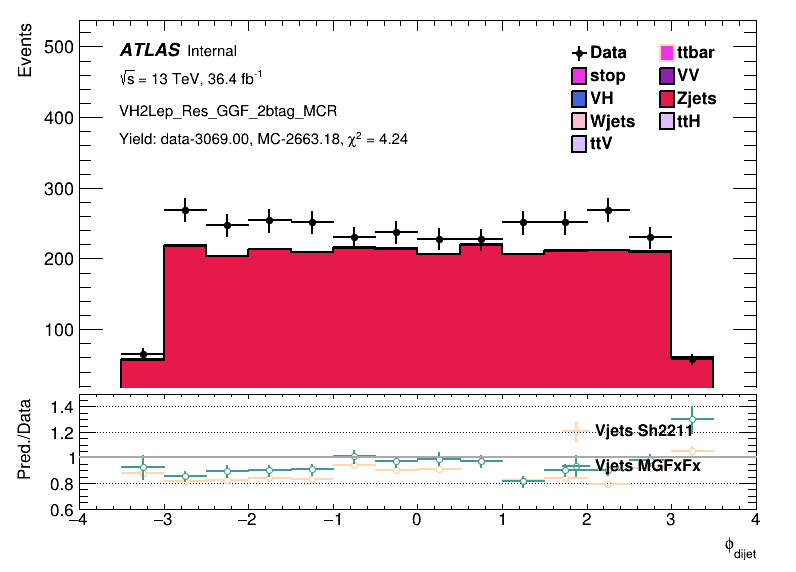 Events
500
400
300
200
100
ATLAS Internal
√s = 13 TeV, 36.4 fb⁻¹
VH2Lep_Res_GGF_2btag_MCR
Yield: data-3069.00, MC-2663.18, χ² = 4.24
Data
ttbar
stop
VV
VH
Zjets
Wjets
ttH
ttV
Pred./Data
1.4
1.2
1
0.8
0.6
Vjets Sh2211
Vjets MGFxFx
−4 −3 −2 −1 0 1 2 3 4
ϕdijet